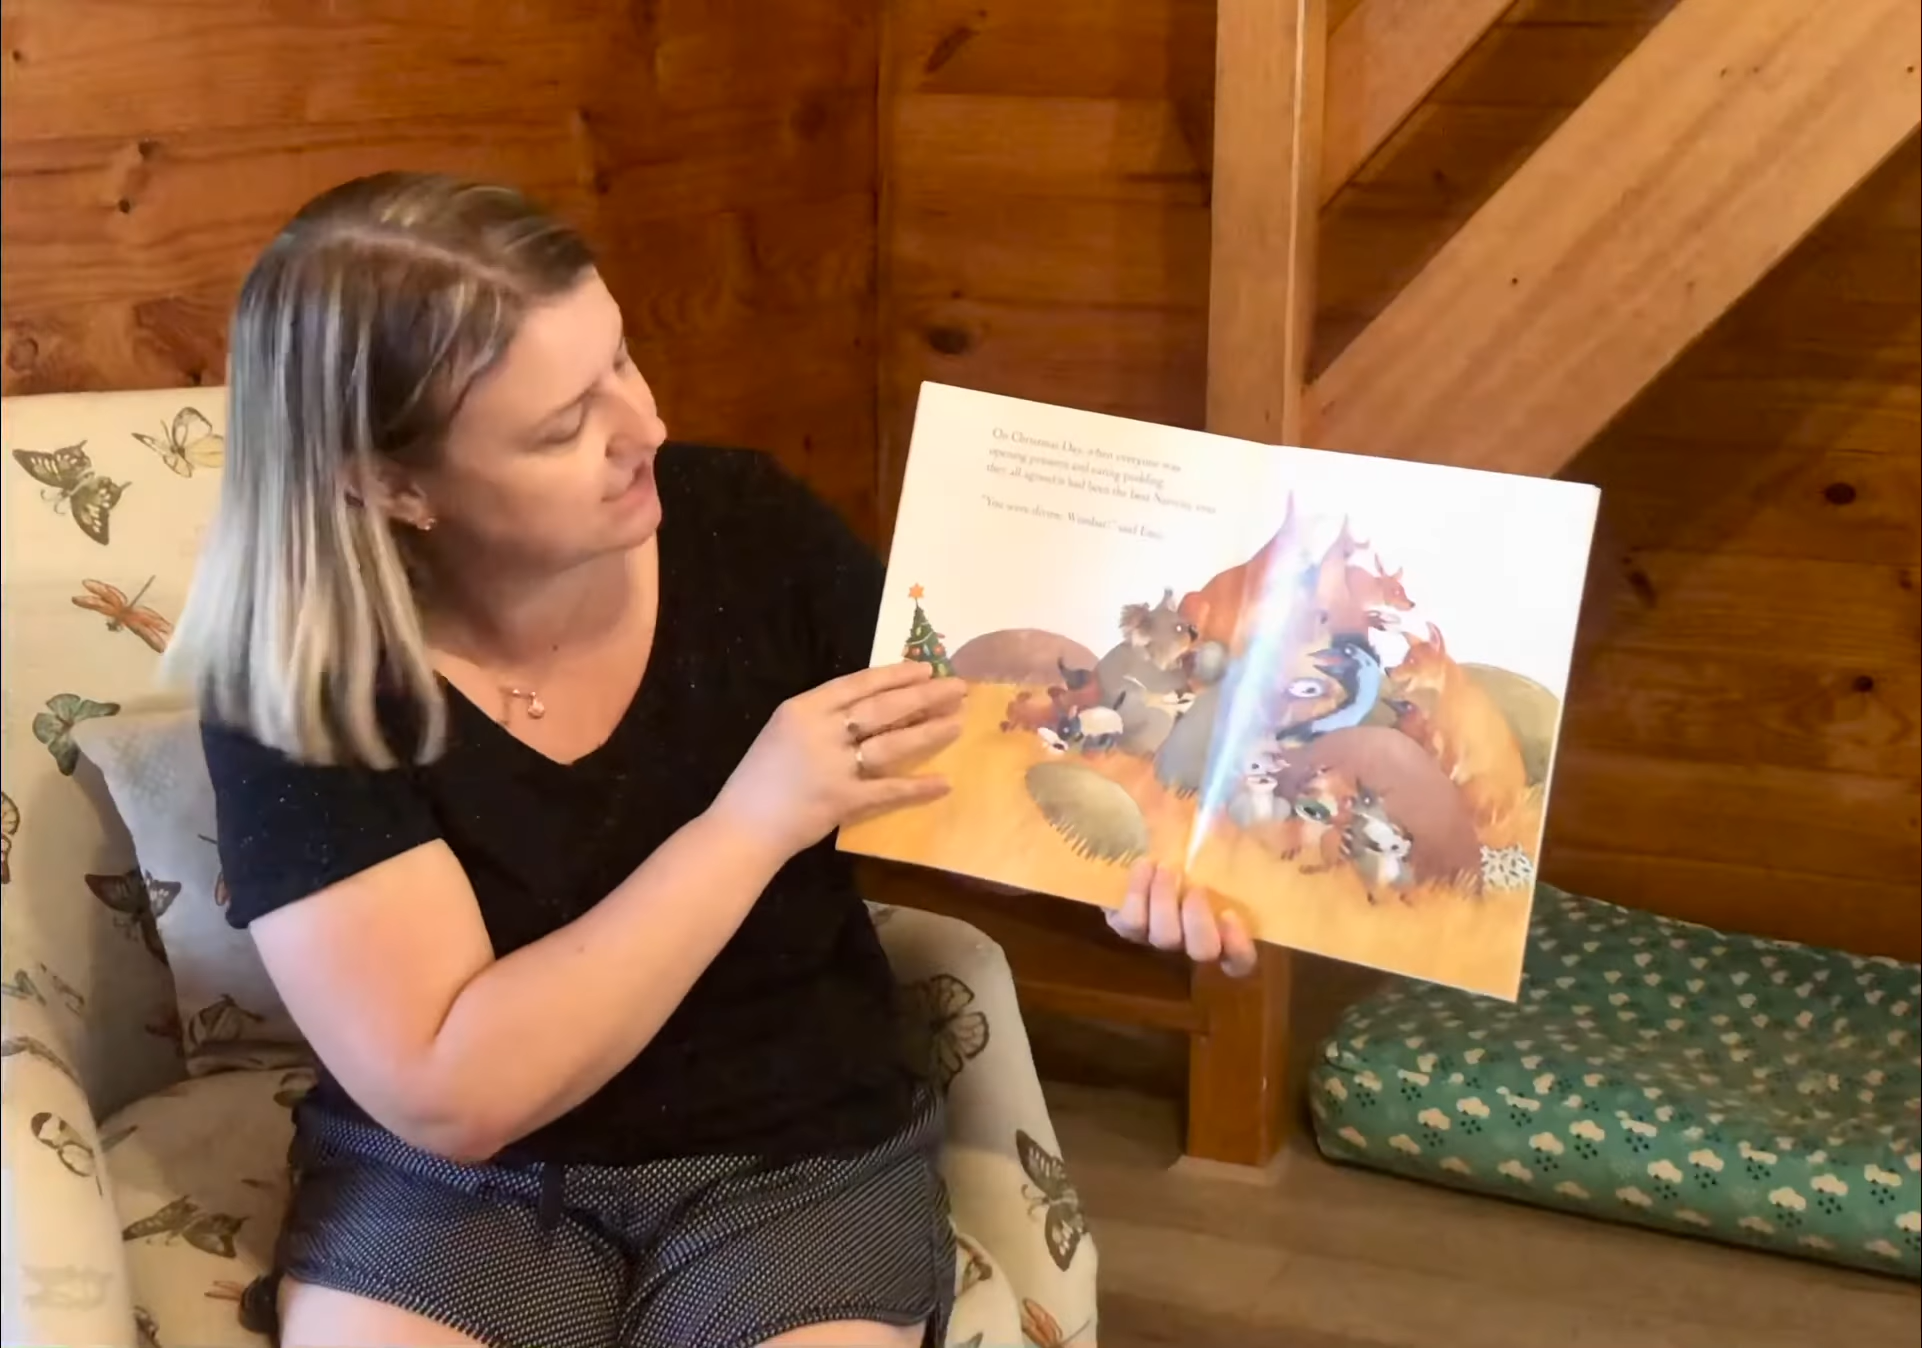 On Christmas Day, when everyone was
opening presents and eating pudding,
they all agreed it had been the best Nativity ever.
"You were divine, Wombat," said Emu.